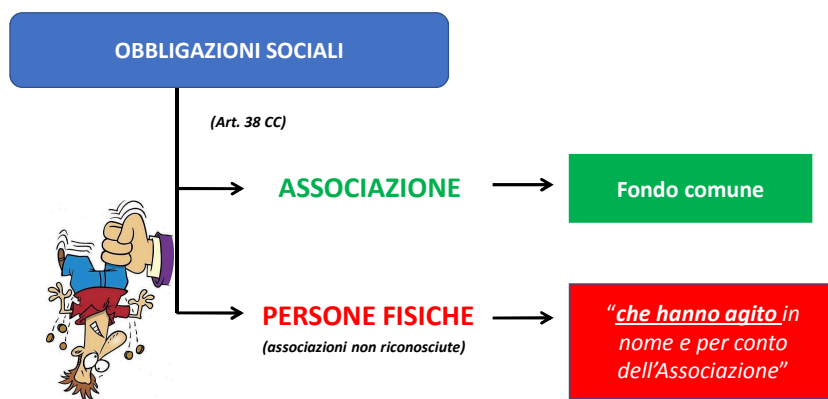 OBBLIGAZIONI SOCIALI
(Art. 38 CC)
ASSOCIAZIONE
Fondo comune
PERSONE FISICHE
(associazioni non riconosciute)
“che hanno agito in
nome e per conto
dell’Associazione”